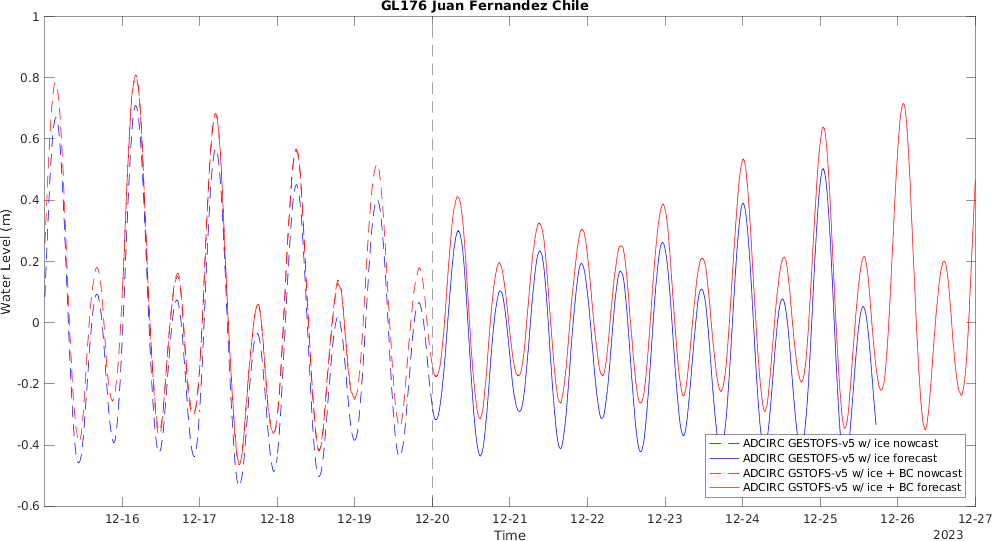 GL176 Juan Fernandez Chile
Water Level (m)
1
0.8
0.6
0.4
0.2
0
-0.2
-0.4
-0.6
12-16 12-17 12-18 12-19 12-20 12-21 12-22 12-23 12-24 12-25 12-26 12-27
Time
2023
ADCIRC GESTOFS-v5 w/ ice nowcast
ADCIRC GESTOFS-v5 w/ ice forecast
ADCIRC GSTOFS-v5 w/ ice + BC nowcast
ADCIRC GSTOFS-v5 w/ ice + BC forecast